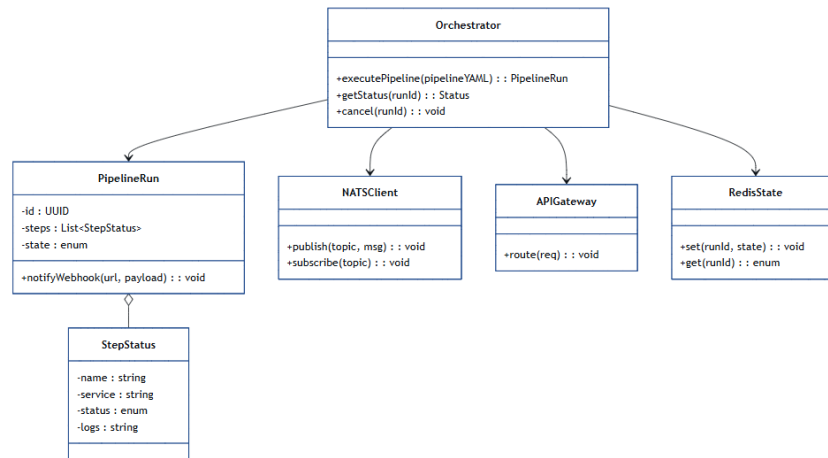 Orchestrator
+executePipeline(pipelineYAML) : : PipelineRun
+getStatus(runId) : : Status
+cancel(runId) : : void
PipelineRun
-id : UUID
-steps : List<StepStatus>
-state : enum
+notifyWebhook(url, payload) : : void
NATSClient
+publish(topic, msg) : : void
+subscribe(topic) : : void
APIGateway
+route(req) : : void
RedisState
+set(runId, state) : : void
+get(runId) : : enum
StepStatus
-name : string
-service : string
-status : enum
-logs : string